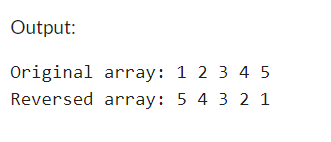 Output:
Original array: 1 2 3 4 5
Reversed array: 5 4 3 2 1